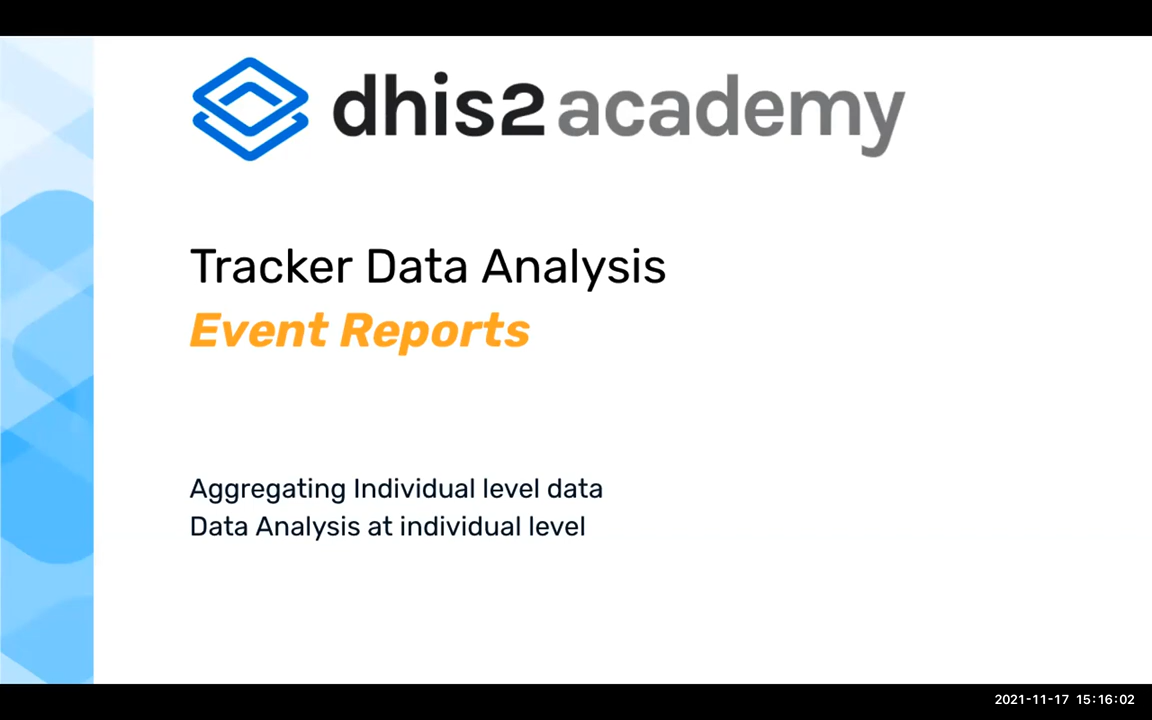 dhis2 academy
Tracker Data Analysis
Event Reports
Aggregating Individual level data
Data Analysis at individual level
2021-11-17 15:16:02